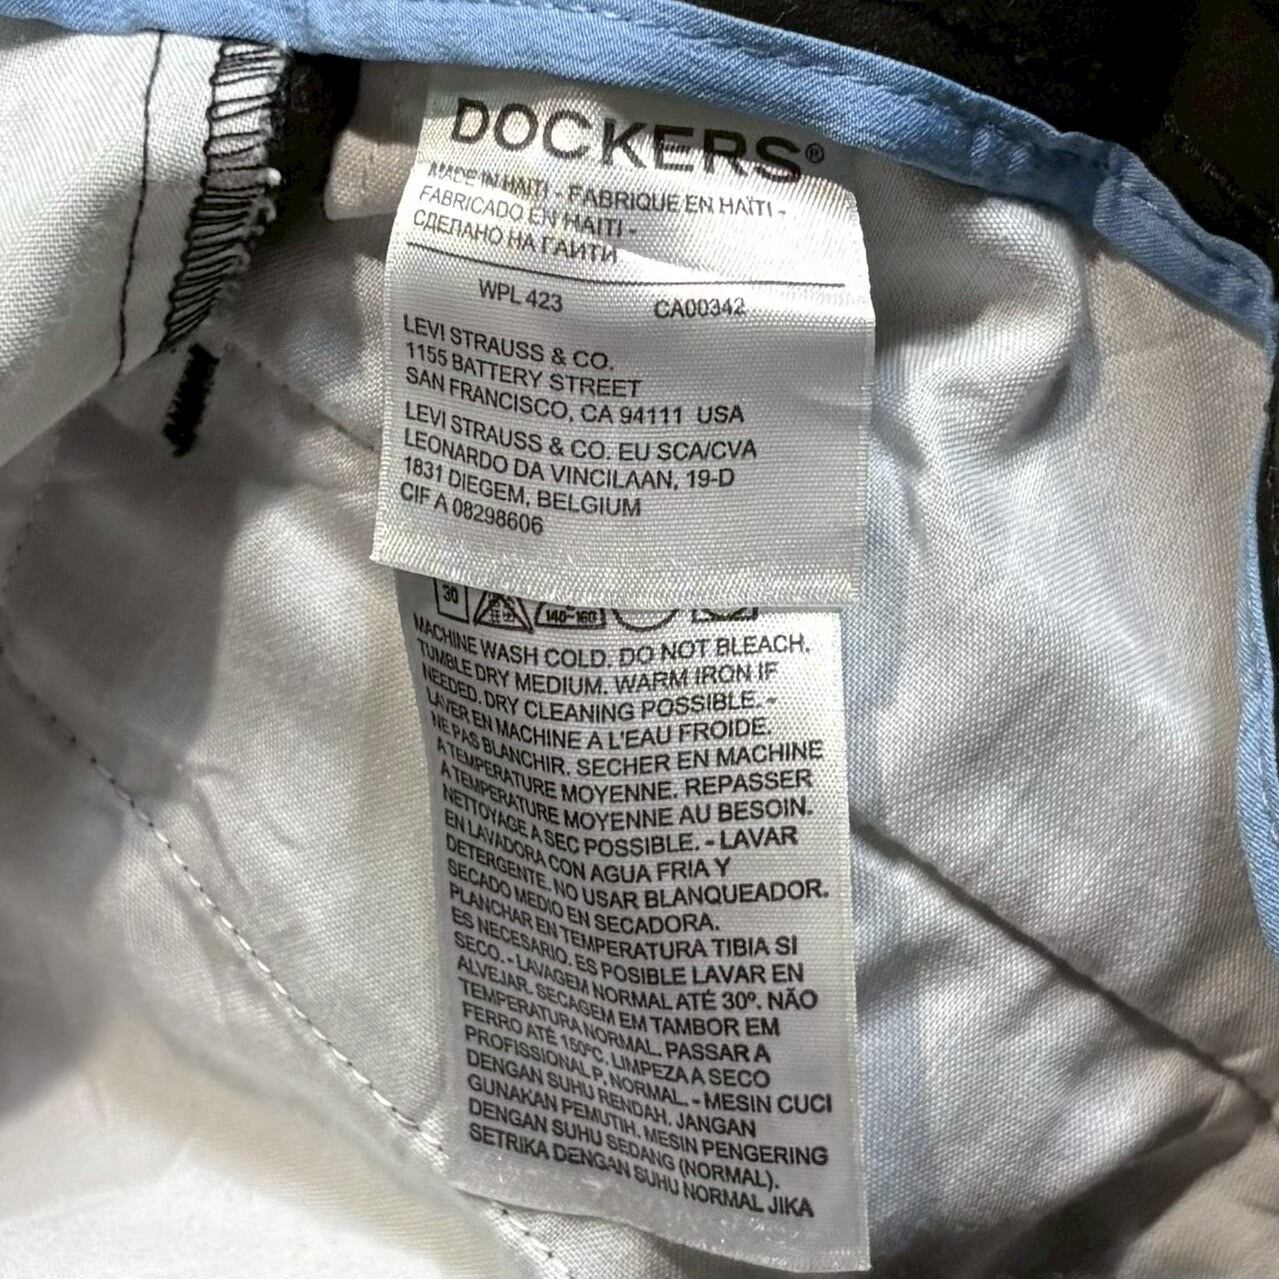 DOCKERS®
MADE IN HAITI - FABRIQUE EN HAÏTI -
FABRICADO EN HAITI -
СДЕЛАНО НА ГАИТИ
WPL 423 CA00342
LEVI STRAUSS & CO.
1155 BATTERY STREET
SAN FRANCISCO, CA 94111 USA
LEVI STRAUSS & CO. EU SCA/CVA
LEONARDO DA VINCILAAN, 19-D
1831 DIEGEM, BELGIUM
CIF A 08298606
30 140-160
MACHINE WASH COLD. DO NOT BLEACH.
TUMBLE DRY MEDIUM. WARM IRON IF
NEEDED. DRY CLEANING POSSIBLE. -
LAVER EN MACHINE A L'EAU FROIDE.
NE PAS BLANCHIR. SECHER EN MACHINE
A TEMPERATURE MOYENNE. REPASSER
A TEMPERATURE MOYENNE AU BESOIN.
NETTOYAGE A SEC POSSIBLE. - LAVAR
EN LAVADORA CON AGUA FRIA Y
DETERGENTE. NO USAR BLANQUEADOR.
SECADO MEDIO EN SECADORA.
PLANCHAR EN TEMPERATURA TIBIA SI
ES NECESARIO. ES POSIBLE LAVAR EN
SECO. - LAVAGEM NORMAL ATÉ 30º. NÃO
ALVEJAR. SECAGEM EM TAMBOR EM
TEMPERATURA NORMAL. PASSAR A
FERRO ATÉ 150ºC. LIMPEZA A SECO
PROFISSIONAL P, NORMAL. - MESIN CUCI
DENGAN SUHU RENDAH. JANGAN
GUNAKAN PEMUTIH. MESIN PENGERING
DENGAN SUHU SEDANG (NORMAL).
SETRIKA DENGAN SUHU NORMAL JIKA